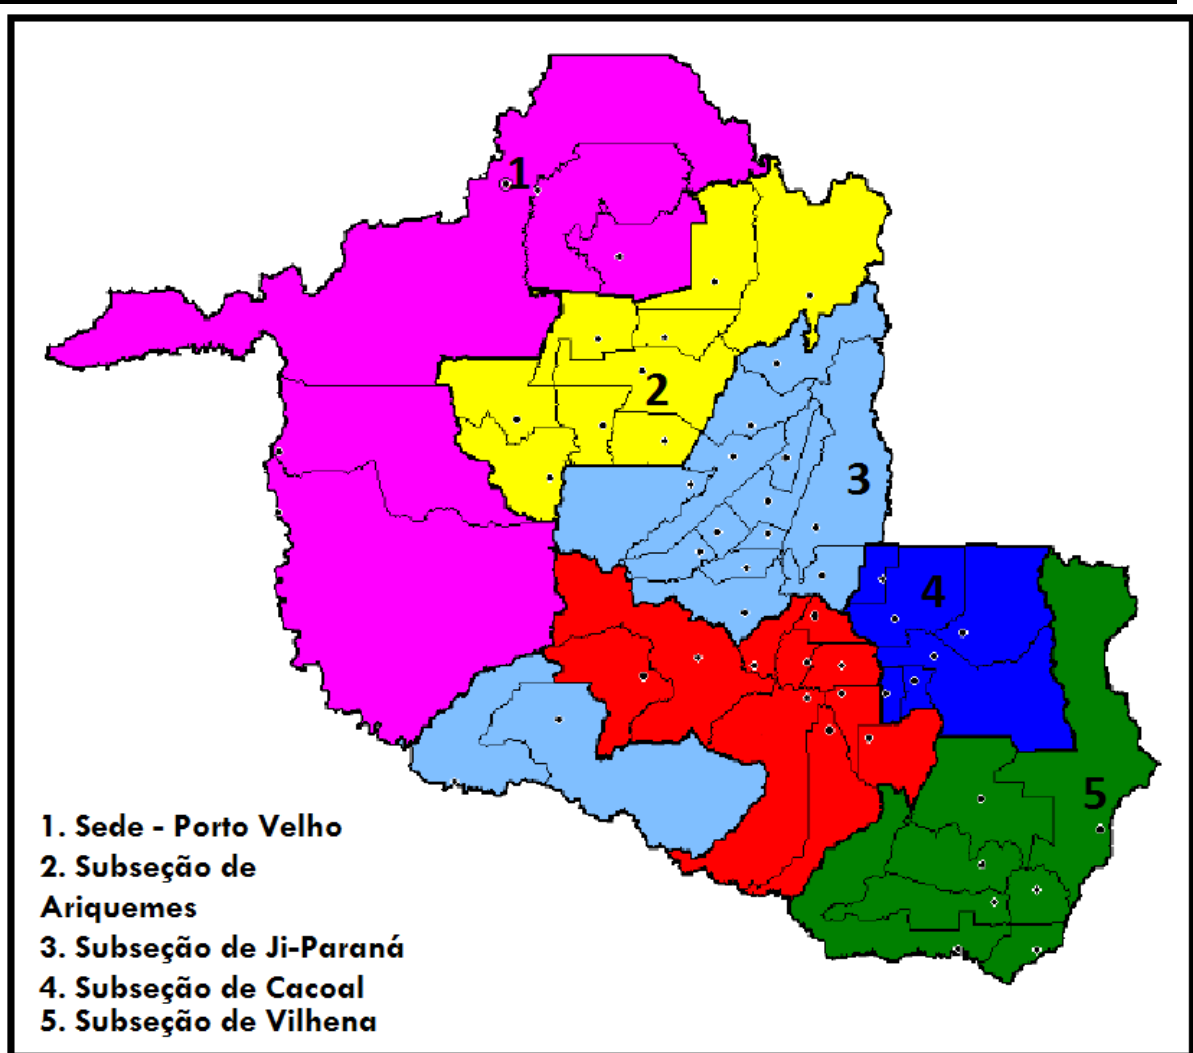 1
2
3
4
5
1. Sede - Porto Velho
2. Subseção de
Ariquemes
3. Subseção de Ji-Paraná
4. Subseção de Cacoal
5. Subseção de Vilhena